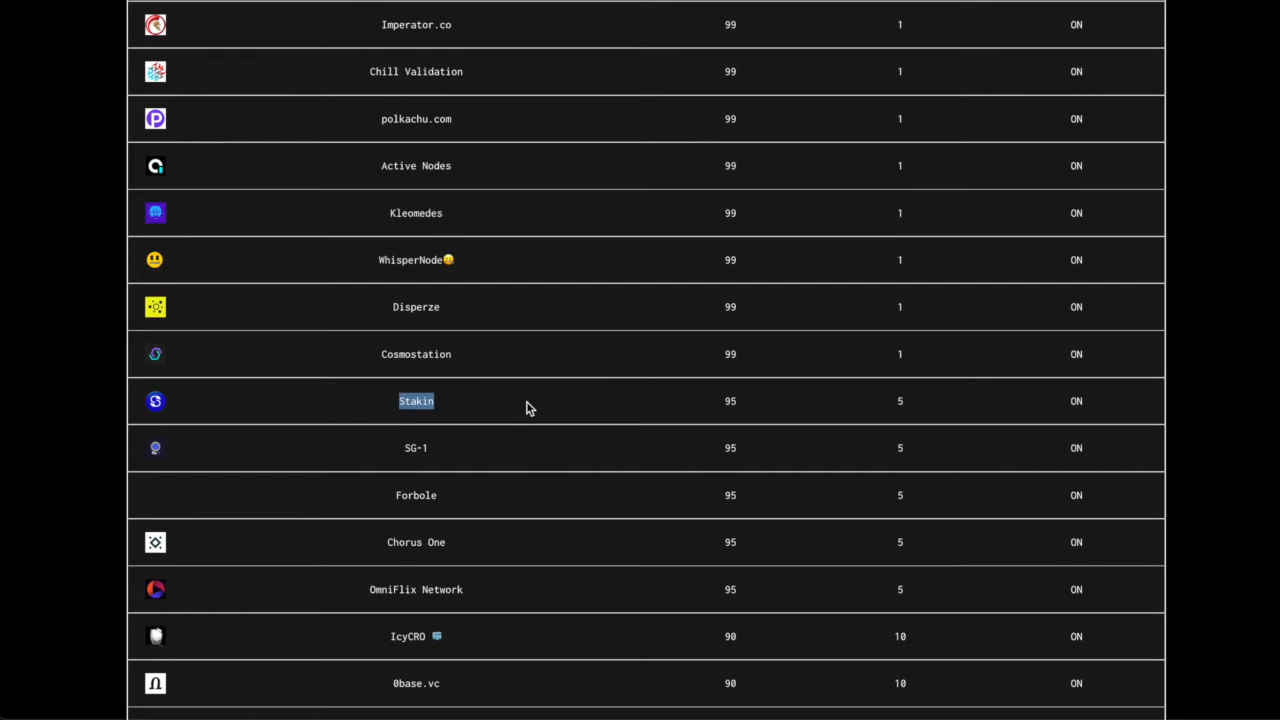 Imperator.co 99 1 ON
Chill Validation 99 1 ON
polkachu.com 99 1 ON
Active Nodes 99 1 ON
Kleomedes 99 1 ON
WhisperNode🤐 99 1 ON
Disperze 99 1 ON
Cosmostation 99 1 ON
Stakin 95 5 ON
SG-1 95 5 ON
Forbole 95 5 ON
Chorus One 95 5 ON
OmniFlix Network 95 5 ON
IcyCRO 🧊 90 10 ON
0base.vc 90 10 ON